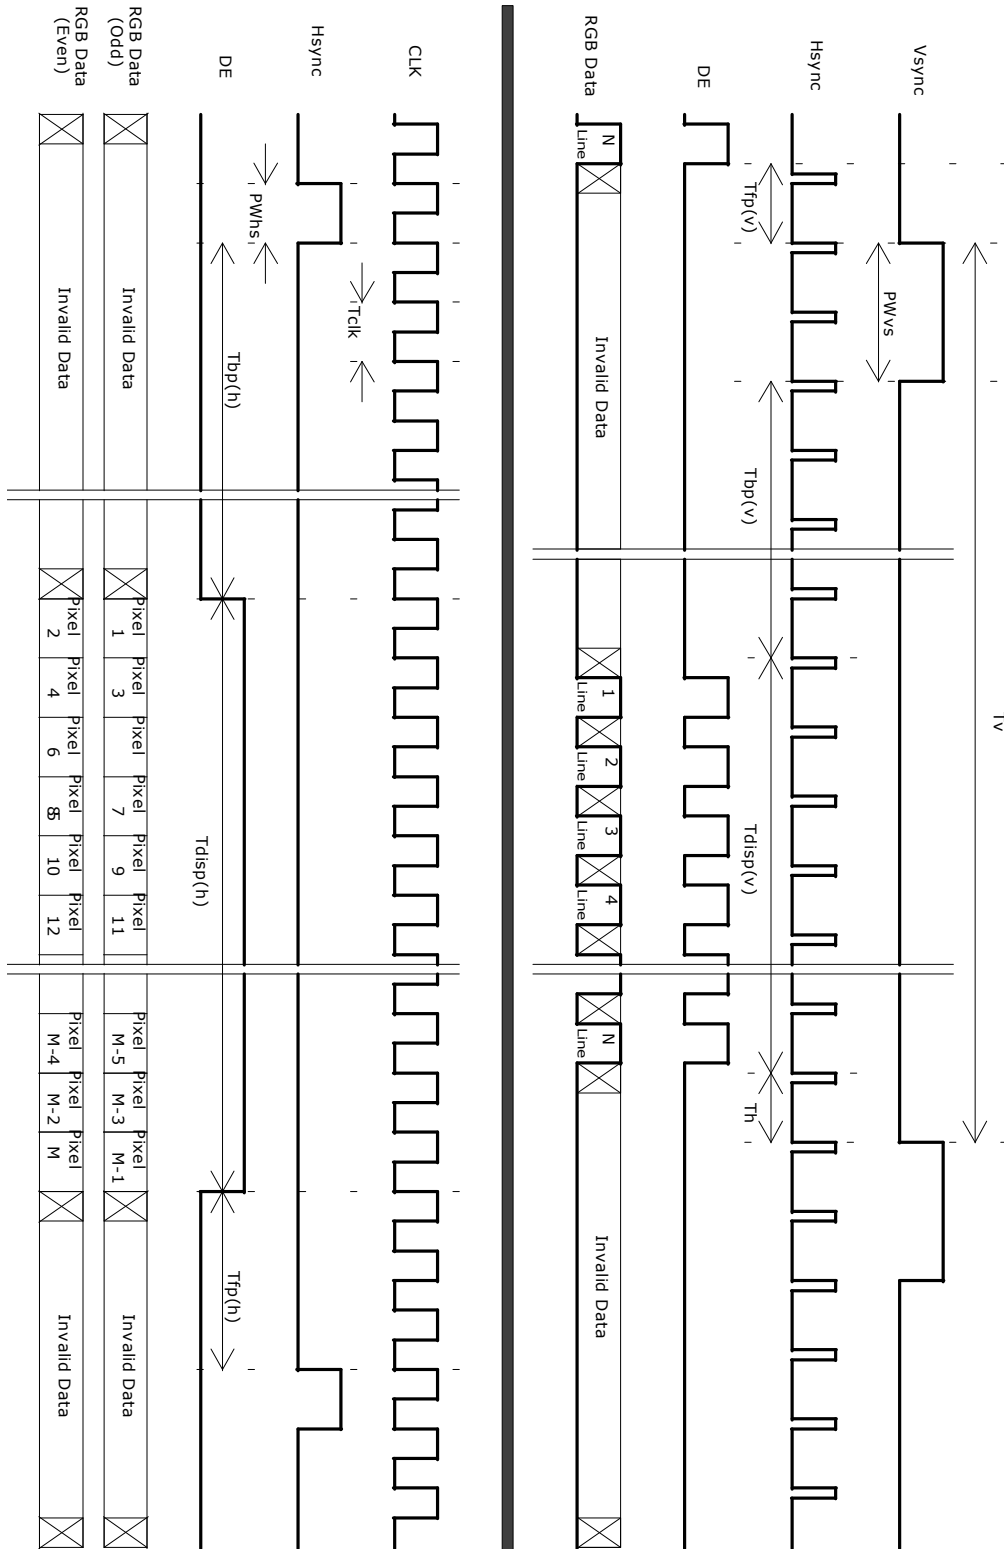 Tv
Vsync
PWvs
Hsync
Tfp(v)
Tbp(v)
Tdisp(v)
Th
DE
RGB Data
Line N
Invalid Data
Line 1
Line 2
Line 3
Line 4
Line N
Invalid Data
CLK
Tclk
Hsync
PWhs
Tbp(h)
Tdisp(h)
Tfp(h)
DE
RGB Data
(Odd)
Invalid Data
Pixel 1
Pixel 3
Pixel
Pixel 7
Pixel 9
Pixel 11
Pixel M-5
Pixel M-3
Pixel M-1
Invalid Data
RGB Data
(Even)
Invalid Data
Pixel 2
Pixel 4
Pixel 6
Pixel 8
Pixel 10
Pixel 12
Pixel M-4
Pixel M-2
Pixel M
Invalid Data